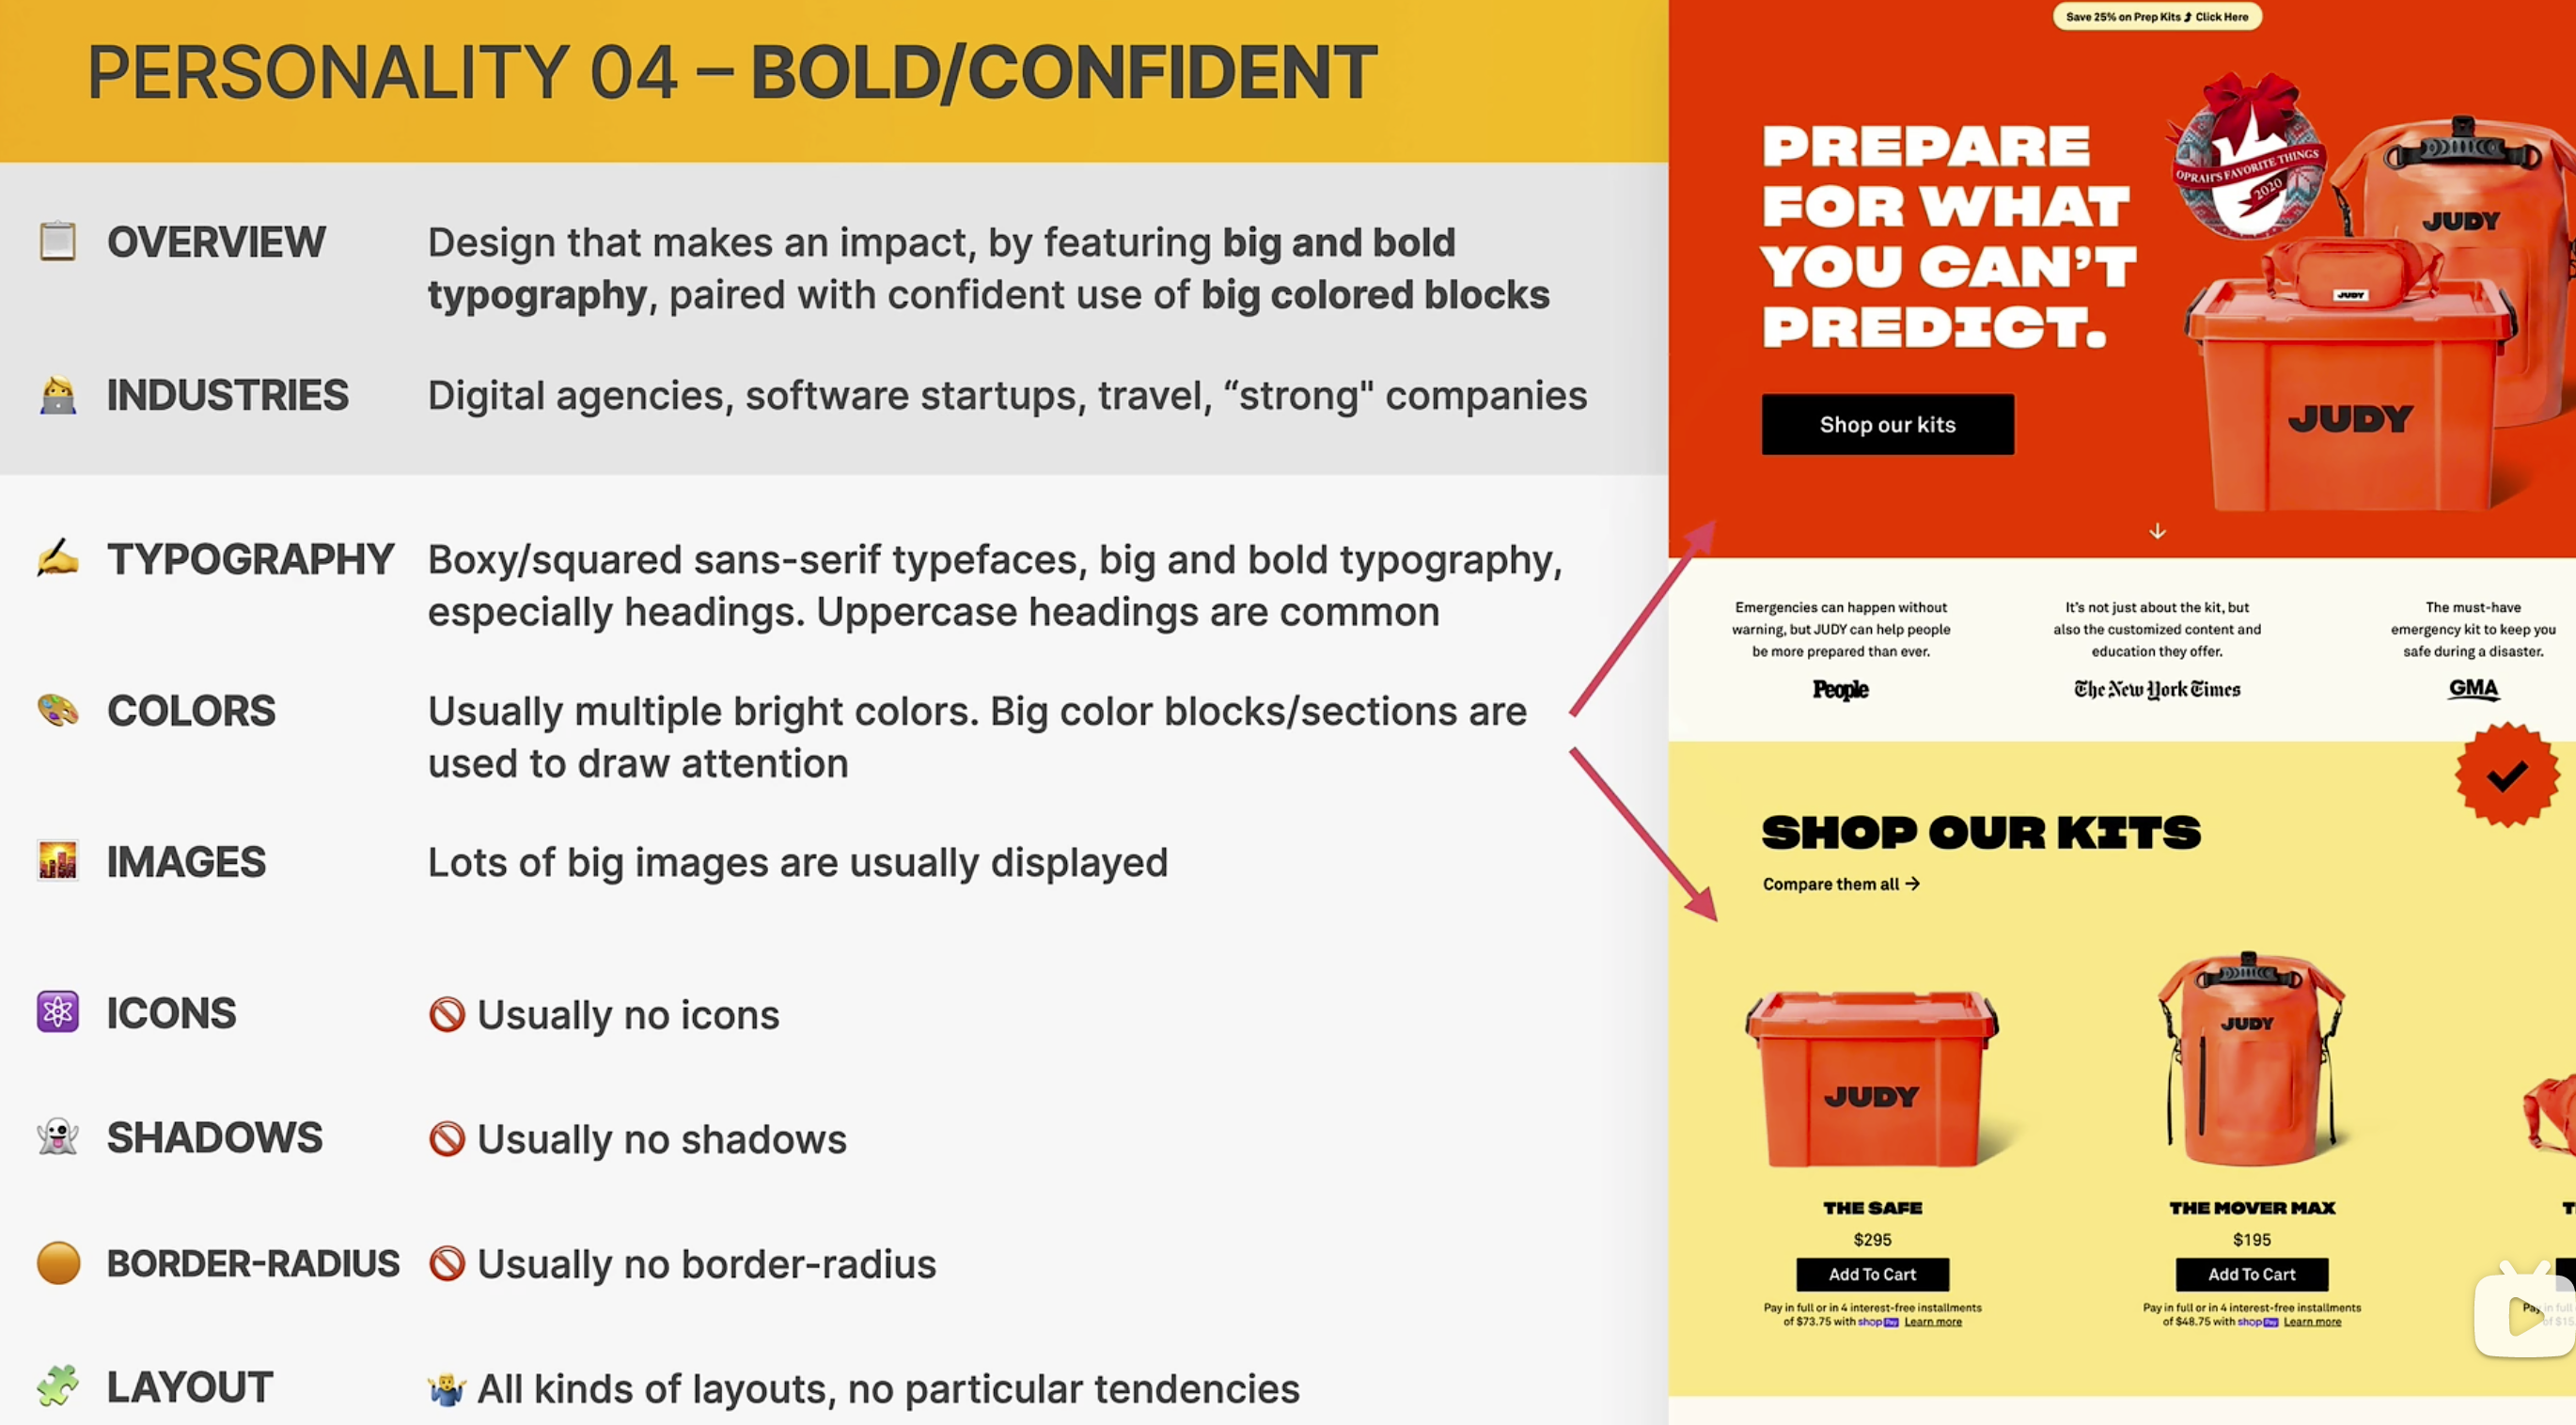 PERSONALITY 04 – BOLD/CONFIDENT
OVERVIEW
Design that makes an impact, by featuring big and bold
typography, paired with confident use of big colored blocks
INDUSTRIES
Digital agencies, software startups, travel, “strong" companies
TYPOGRAPHY
Boxy/squared sans-serif typefaces, big and bold typography,
especially headings. Uppercase headings are common
COLORS
Usually multiple bright colors. Big color blocks/sections are
used to draw attention
IMAGES
Lots of big images are usually displayed
ICONS
Usually no icons
SHADOWS
Usually no shadows
BORDER-RADIUS
Usually no border-radius
LAYOUT
All kinds of layouts, no particular tendencies
Save 25% on Prep Kits Click Here
PREPARE
FOR WHAT
YOU CAN’T
PREDICT.
Shop our kits
OPRAH'S FAVORITE THINGS
2020
JUDY
JUDY
JUDY
Emergencies can happen without
warning, but JUDY can help people
be more prepared than ever.
People
It’s not just about the kit, but
also the customized content and
education they offer.
The New York Times
The must-have
emergency kit to keep you
safe during a disaster.
GMA
SHOP OUR KITS
Compare them all →
JUDY
THE SAFE
$295
Add To Cart
Pay in full or in 4 interest-free installments
of $73.75 with shop Pay Learn more
JUDY
THE MOVER MAX
$195
Add To Cart
Pay in full or in 4 interest-free installments
of $48.75 with shop Pay Learn more